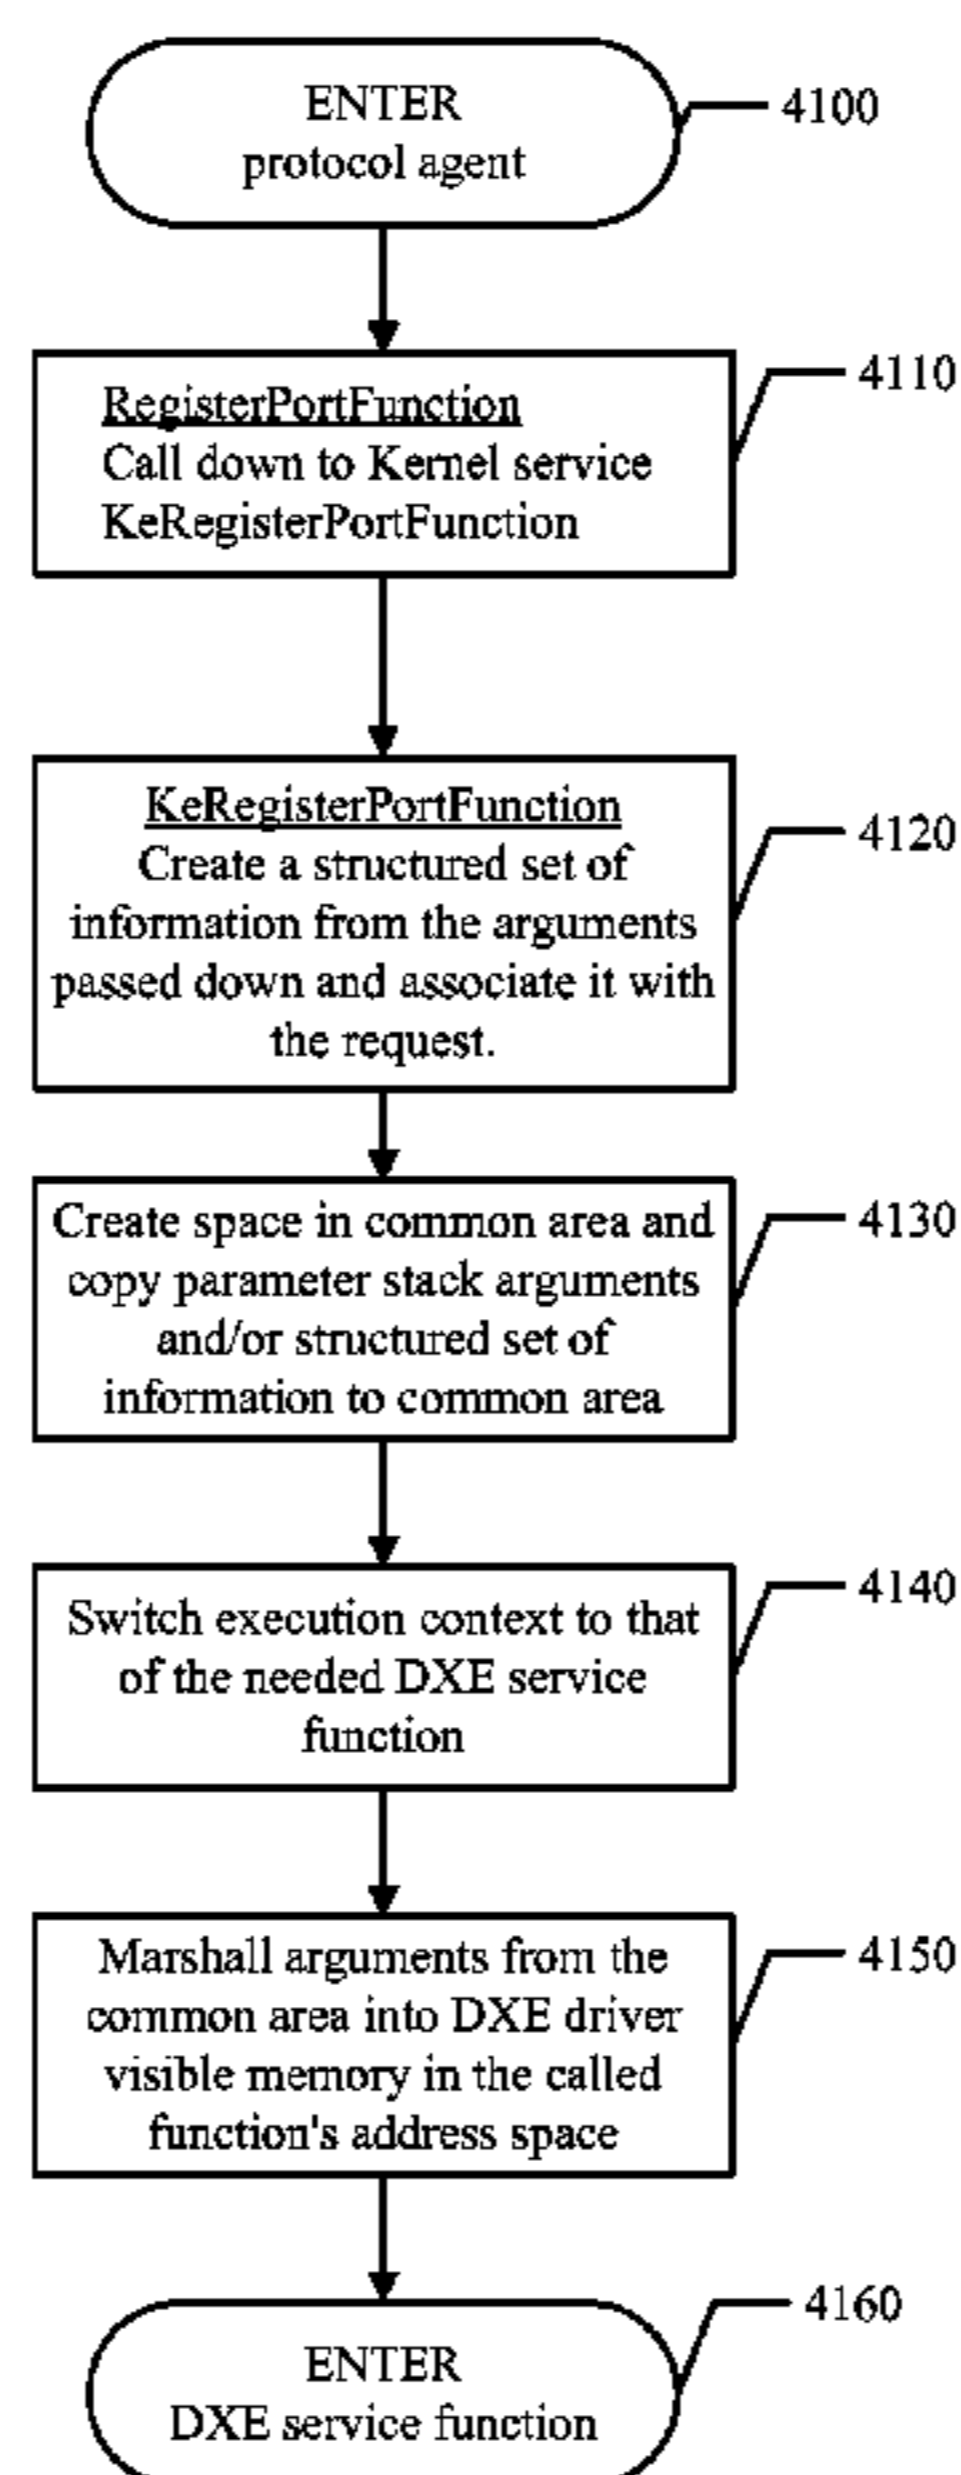 ENTER
protocol agent
4100
RegisterPortFunction
Call down to Kernel service
KeRegisterPortFunction
4110
KeRegisterPortFunction
Create a structured set of
information from the arguments
passed down and associate it with
the request.
4120
Create space in common area and
copy parameter stack arguments
and/or structured set of
information to common area
4130
Switch execution context to that
of the needed DXE service
function
4140
Marshall arguments from the
common area into DXE driver
visible memory in the called
function's address space
4150
ENTER
DXE service function
4160